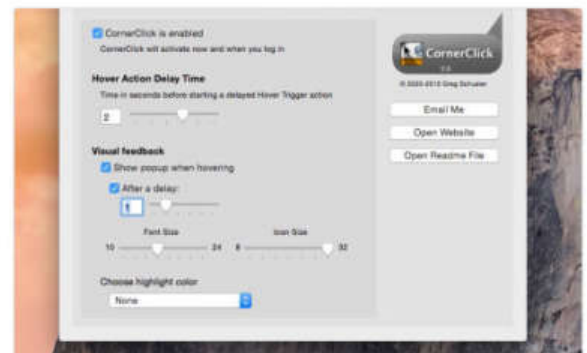 CornerClick is enabled
CornerClick will activate now and when you log in
Hover Action Delay Time
Time in seconds before starting a delayed Hover Trigger action
2
Visual feedback
Show popup when hovering
After a delay:
1
Font Size
Icon Size
10
24
8
32
Choose highlight color
None
CornerClick
Email Me
Open Website
Open Readme File